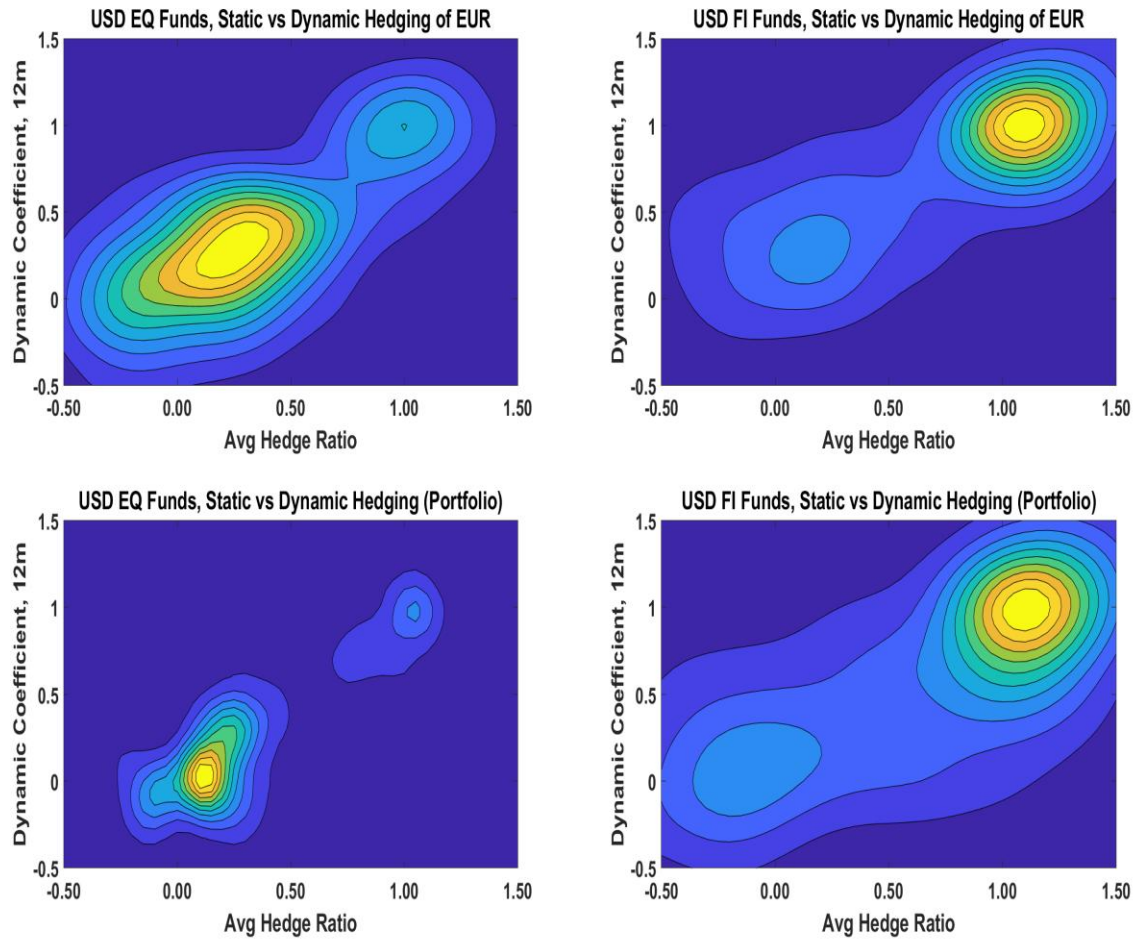 USD EQ Funds, Static vs Dynamic Hedging of EUR
1.5
1
0.5
0
-0.5
Dynamic Coefficient, 12m
-0.50 0.00 0.50 1.00 1.50
Avg Hedge Ratio
USD FI Funds, Static vs Dynamic Hedging of EUR
1.5
1
0.5
0
-0.5
Dynamic Coefficient, 12m
-0.50 0.00 0.50 1.00 1.50
Avg Hedge Ratio
USD EQ Funds, Static vs Dynamic Hedging (Portfolio)
1.5
1
0.5
0
-0.5
Dynamic Coefficient, 12m
-0.50 0.00 0.50 1.00 1.50
Avg Hedge Ratio
USD FI Funds, Static vs Dynamic Hedging (Portfolio)
1.5
1
0.5
0
-0.5
Dynamic Coefficient, 12m
-0.50 0.00 0.50 1.00 1.50
Avg Hedge Ratio